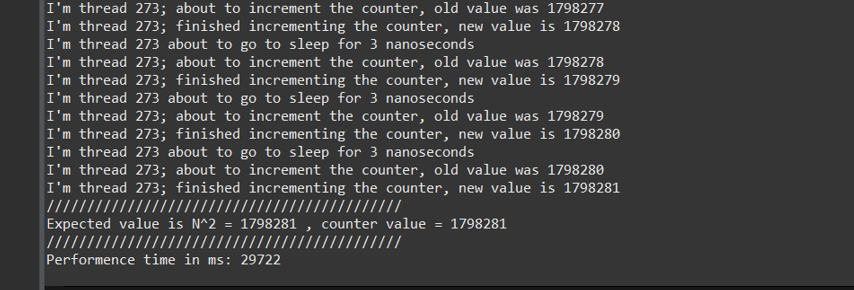 I'm thread 273; about to increment the counter, old value was 1798277
I'm thread 273; finished incrementing the counter, new value is 1798278
I'm thread 273 about to go to sleep for 3 nanoseconds
I'm thread 273; about to increment the counter, old value was 1798278
I'm thread 273; finished incrementing the counter, new value is 1798279
I'm thread 273 about to go to sleep for 3 nanoseconds
I'm thread 273; about to increment the counter, old value was 1798279
I'm thread 273; finished incrementing the counter, new value is 1798280
I'm thread 273 about to go to sleep for 3 nanoseconds
I'm thread 273; about to increment the counter, old value was 1798280
I'm thread 273; finished incrementing the counter, new value is 1798281
////////////////////////////////////////////
Expected value is N^2 = 1798281 , counter value = 1798281
////////////////////////////////////////////
Performence time in ms: 29722